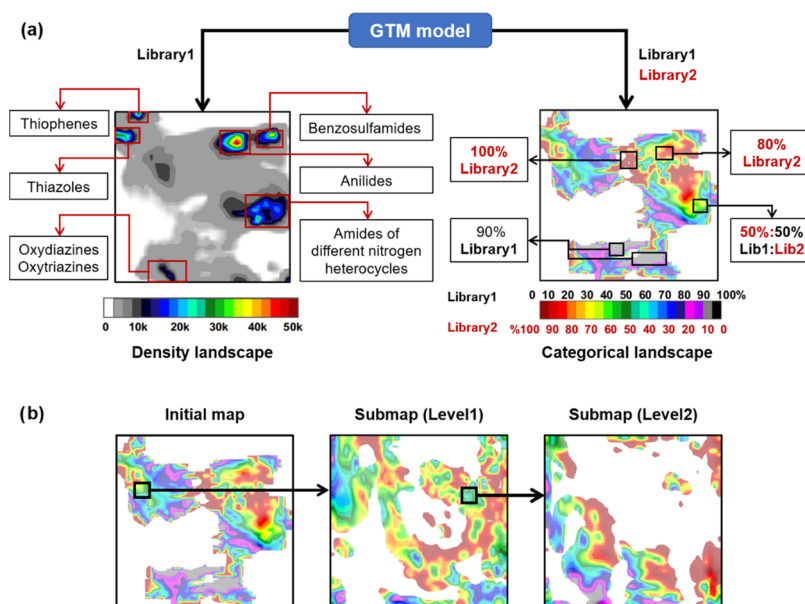 (a)
GTM model
Library1
Library1
Library2
Thiophenes
Thiazoles
Oxydiazines
Oxytriazines
Benzosulfamides
Anilides
Amides of
different nitrogen
heterocycles
0 10k 20k 30k 40k 50k
Density landscape
100%
Library2
80%
Library2
90%
Library1
50%:50%
Lib1:Lib2
Library1 0 10 20 30 40 50 60 70 80 90 100%
Library2 %100 90 80 70 60 50 40 30 20 10 0
Categorical landscape
(b)
Initial map
Submap (Level1)
Submap (Level2)